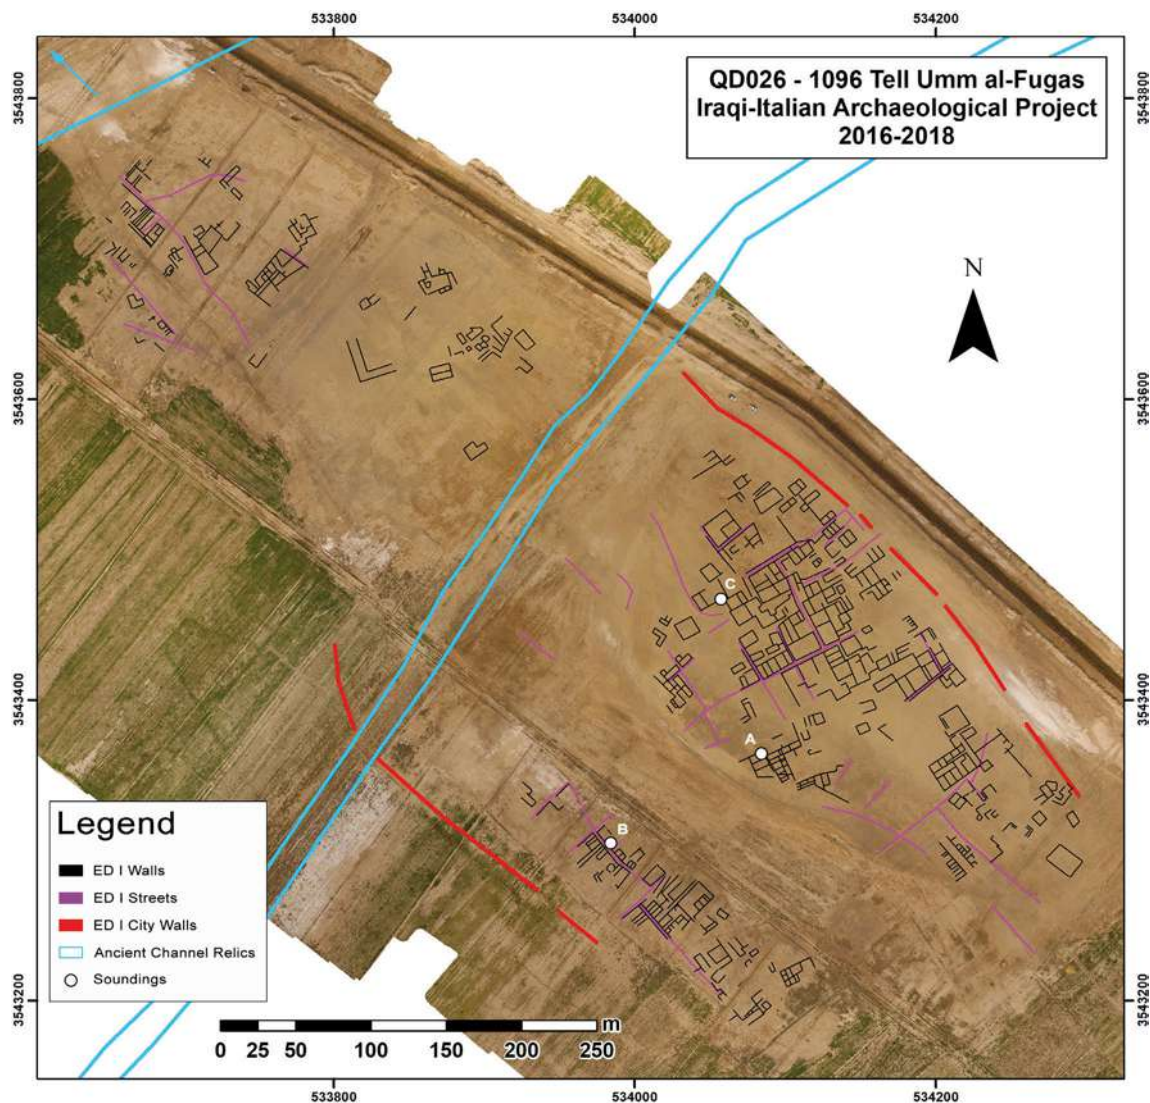 533800 534000 534200
QD026 - 1096 Tell Umm al-Fugas
Iraqi-Italian Archaeological Project
2016-2018
3543800 3543800
N
3543600 3543600
C
3543400 3543400
A
B
Legend
ED I Walls
ED I Streets
ED I City Walls
Ancient Channel Relics
Soundings
3543200 3543200
m
0 25 50 100 150 200 250
533800 534000 534200